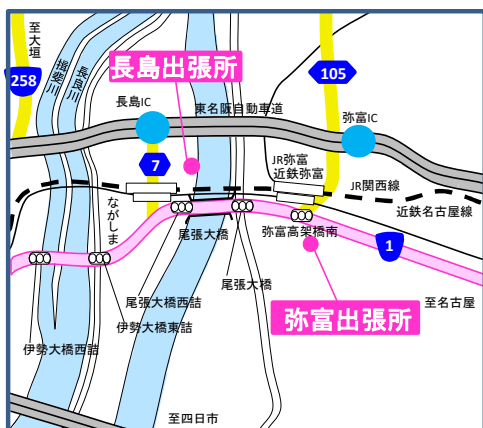 至大垣
258
揖斐川
長良川
長島出張所
105
長島IC
東名阪自動車道
弥富IC
7
JR弥富
近鉄弥富
JR関西線
近鉄名古屋線
ながしま
尾張大橋
弥富高架橋南
1
尾張大橋西詰
尾張大橋
弥富出張所
至名古屋
伊勢大橋東詰
伊勢大橋西詰
至四日市